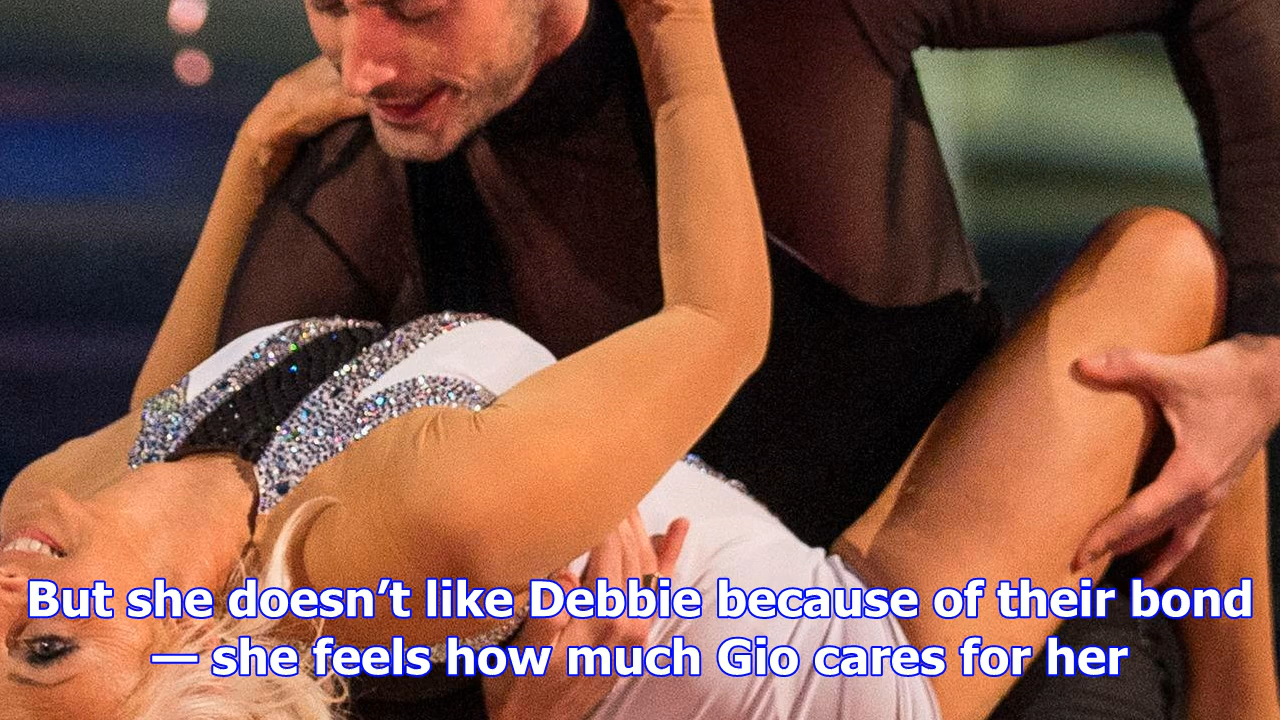 But she doesn’t like Debbie because of their bond
— she feels how much Gio cares for her